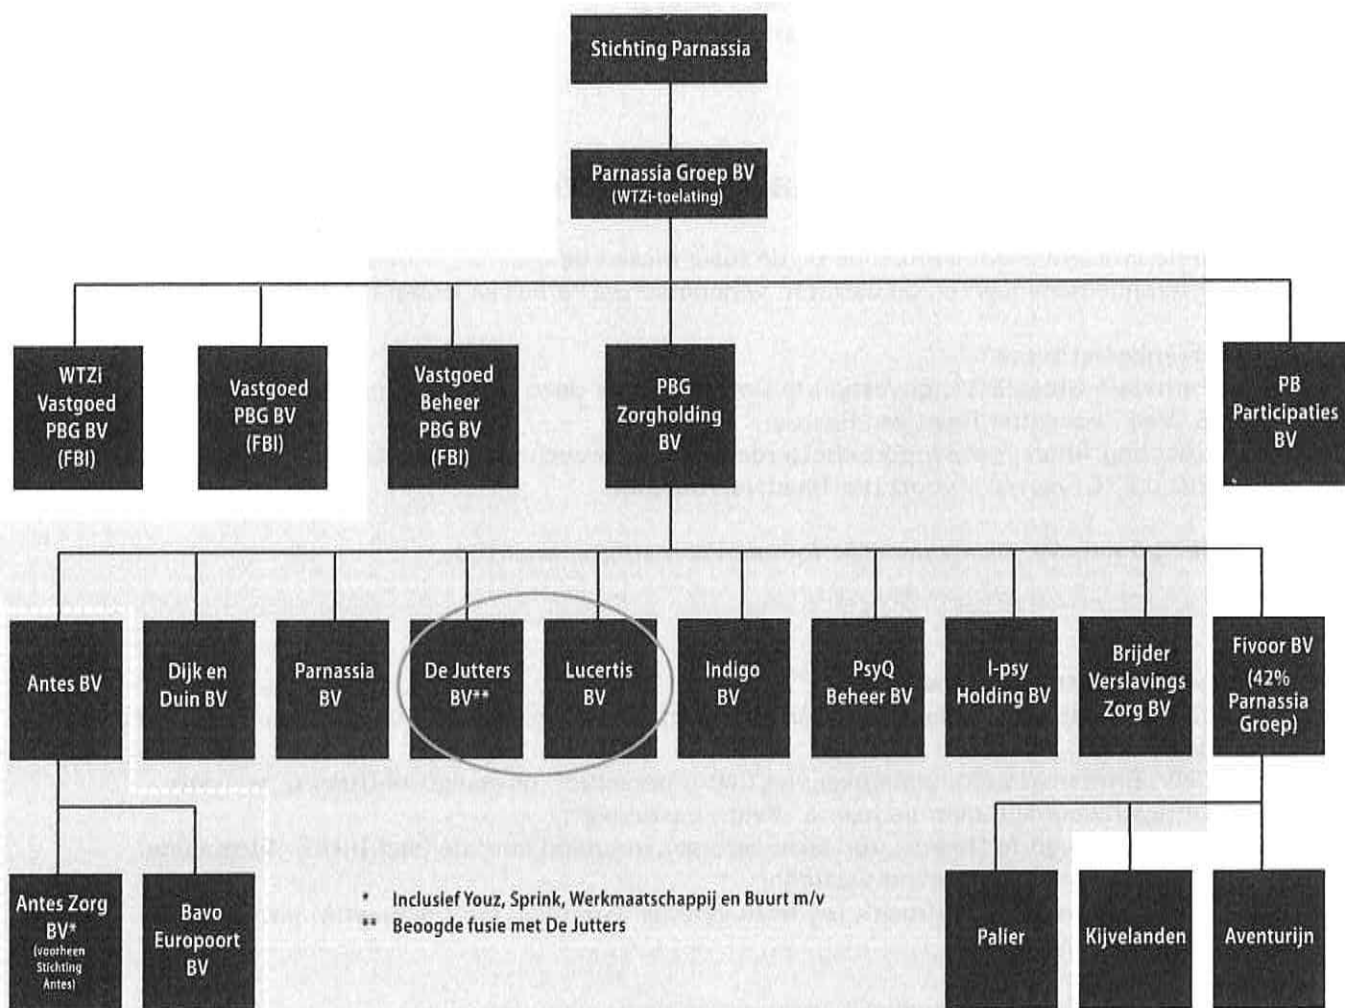 Stichting Parnassia
Parnassia Groep BV
(WTZi-toelating)
WTZi
Vastgoed
PBG BV
(FBI)
Vastgoed
PBG BV
(FBI)
Vastgoed
Beheer
PBG BV
(FBI)
PBG
Zorgholding
BV
PB
Participaties
BV
Antes BV
Dijk en
Duin BV
Parnassia
BV
De Jutters
BV**
Lucertis
BV
Indigo
BV
PsyQ
Beheer BV
I-psy
Holding BV
Brijder
Verslavings
Zorg BV
Fivoor BV
(42%
Parnassia
Groep)
Antes Zorg
BV*
(voorheen
Stichting
Antes)
Bavo
Europoort
BV
* Inclusief Youz, Sprink, Werkmaatschappij en Buurt m/v
** Beoogde fusie met De Jutters
Palier
Kijvelanden
Aventurijn